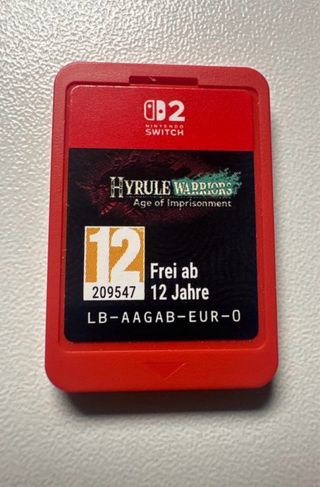 2
NINTENDO
SWITCH
HYRULE WARRIORS
Age of Imprisonment
12
209547
Frei ab
12 Jahre
LB-AAGAB-EUR-0